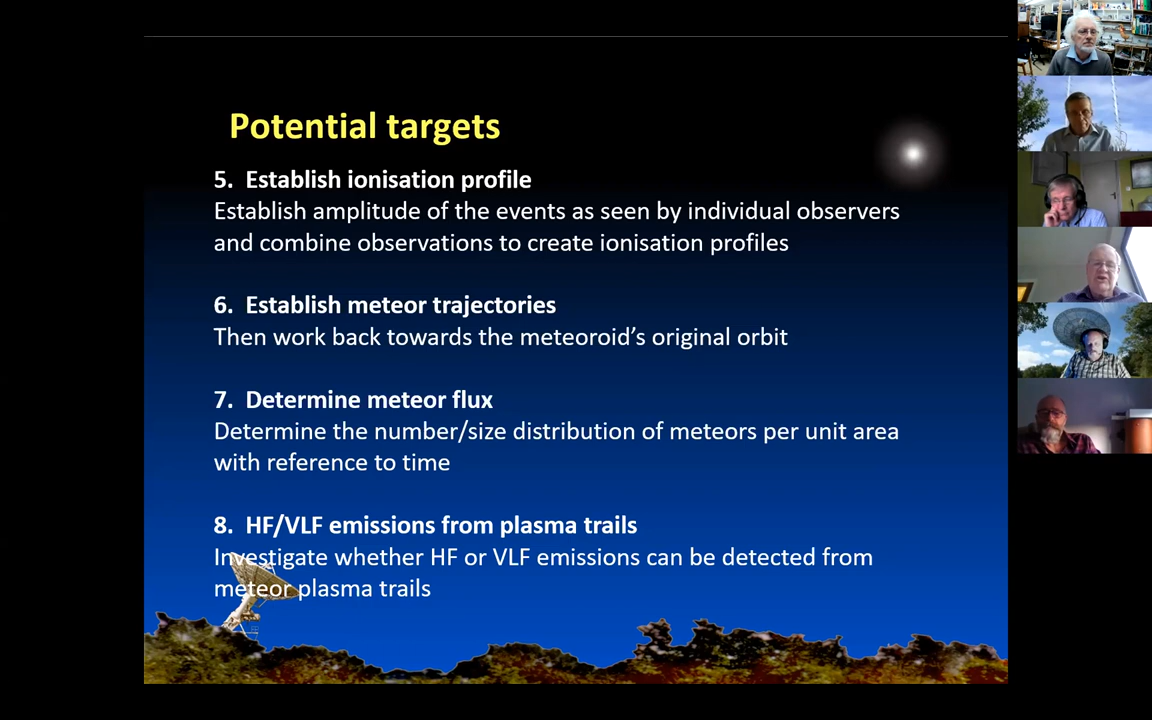 Potential targets
5. Establish ionisation profile
Establish amplitude of the events as seen by individual observers
and combine observations to create ionisation profiles
6. Establish meteor trajectories
Then work back towards the meteoroid’s original orbit
7. Determine meteor flux
Determine the number/size distribution of meteors per unit area
with reference to time
8. HF/VLF emissions from plasma trails
Investigate whether HF or VLF emissions can be detected from
meteor plasma trails